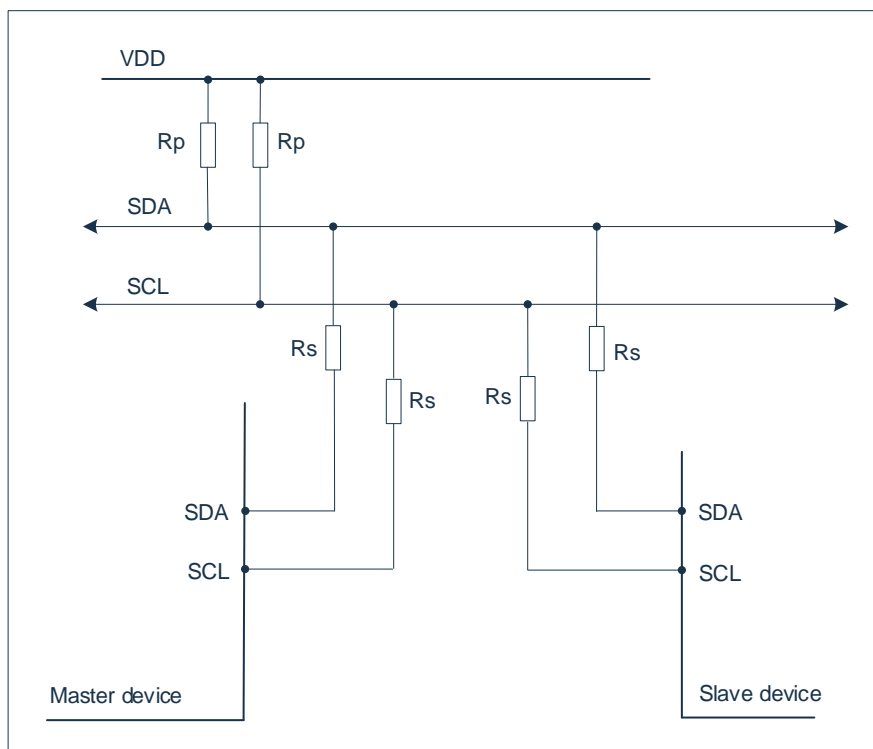 VDD
Rp
Rp
SDA
SCL
Rs
Rs
Rs
Rs
SDA
SDA
SCL
SCL
Master device
Slave device